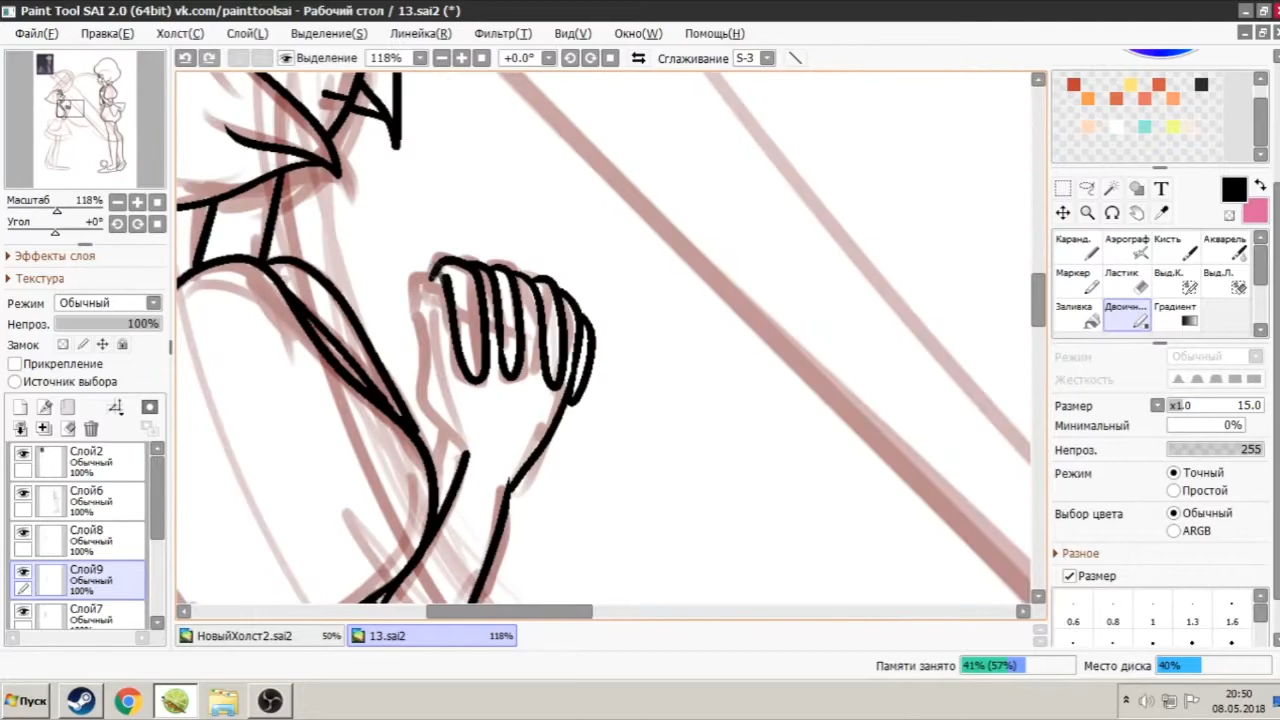 Paint Tool SAI 2.0 (64bit) vk.com/painttoolsai - Рабочий стол / 13.sai2 (*)
Файл(F) Правка(E) Холст(C) Слой(L) Выделение(S) Линейка(R) Фильтр(T) Вид(V) Окно(W) Помощь(H)
Выделение 118% +0.0° Сглаживание S-3
Масштаб 118%
Угол +0°
Эффекты слоя
Текстура
Режим Обычный
Непроз. 100%
Замок
Прикрепление
Источник выбора
Слой2
Обычный
100%
Слой6
Обычный
100%
Слой8
Обычный
100%
Слой9
Обычный
100%
Слой7
Обычный
100%
T
Каранд. Аэрограф Кисть Акварель
Маркер Ластик Выд.К. Выд.Л.
Заливка Двоичн... Градиент
Режим Обычный
Жесткость
Размер x1.0 15.0
Минимальный 0%
Непроз. 255
Режим Точный
Простой
Выбор цвета Обычный
ARGB
Разное
Размер
0.6 0.8 1 1.3 1.6
НовыйХолст2.sai2 50% 13.sai2 118%
Памяти занято 41% (57%) Место диска 40%
Пуск
20:50
08.05.2018